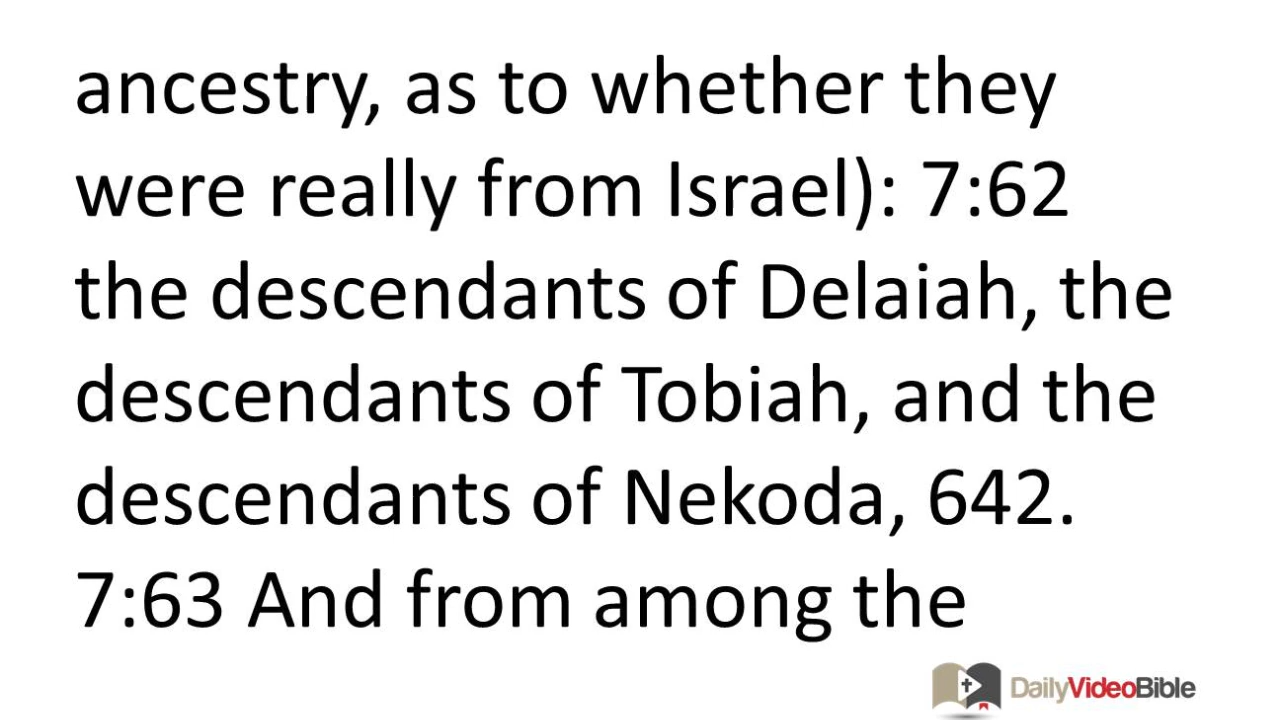 ancestry, as to whether they
were really from Israel): 7:62
the descendants of Delaiah, the
descendants of Tobiah, and the
descendants of Nekoda, 642.
7:63 And from among the
DailyVideoBible